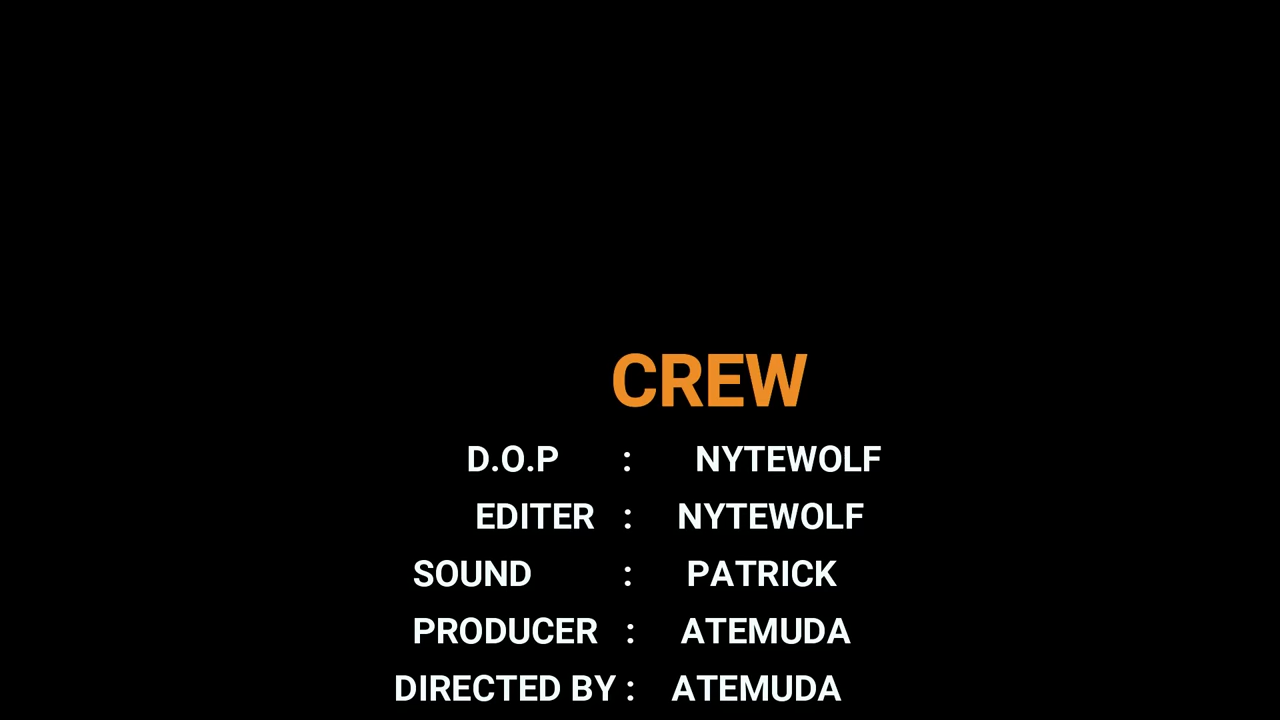 CREW
D.O.P : NYTEWOLF
EDITER : NYTEWOLF
SOUND : PATRICK
PRODUCER : ATEMUDA
DIRECTED BY : ATEMUDA